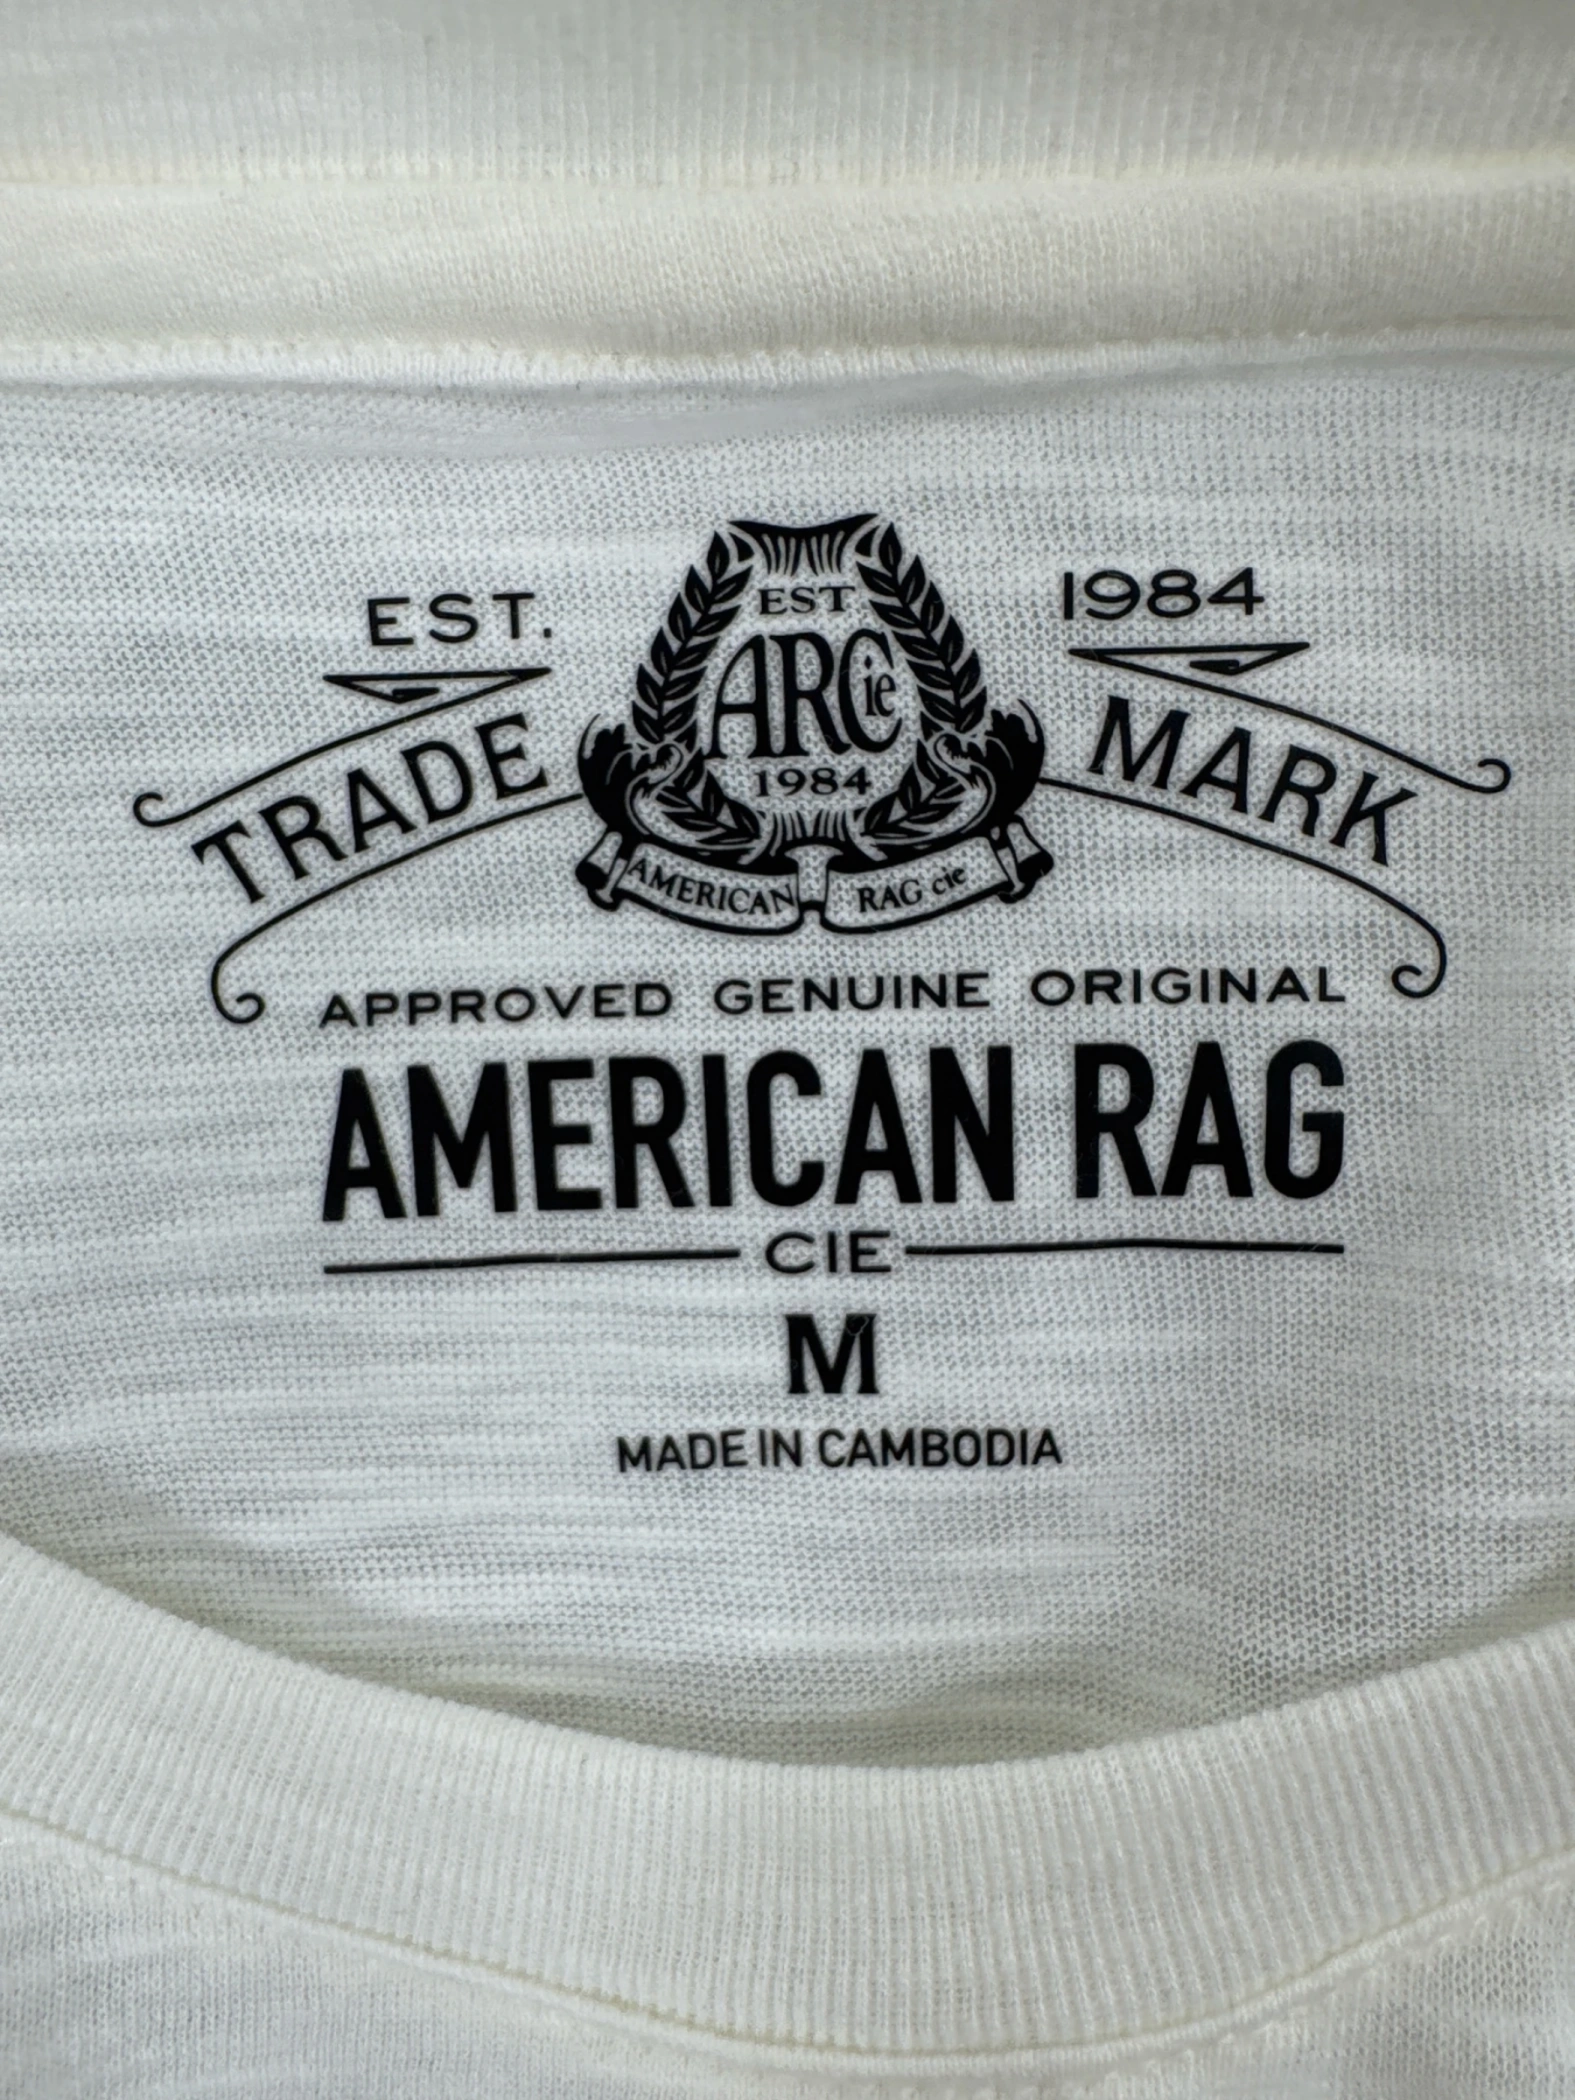 EST. 1984
TRADE MARK
EST
ARCie
1984
AMERICAN RAG cie
APPROVED GENUINE ORIGINAL
AMERICAN RAG
CIE
M
MADE IN CAMBODIA